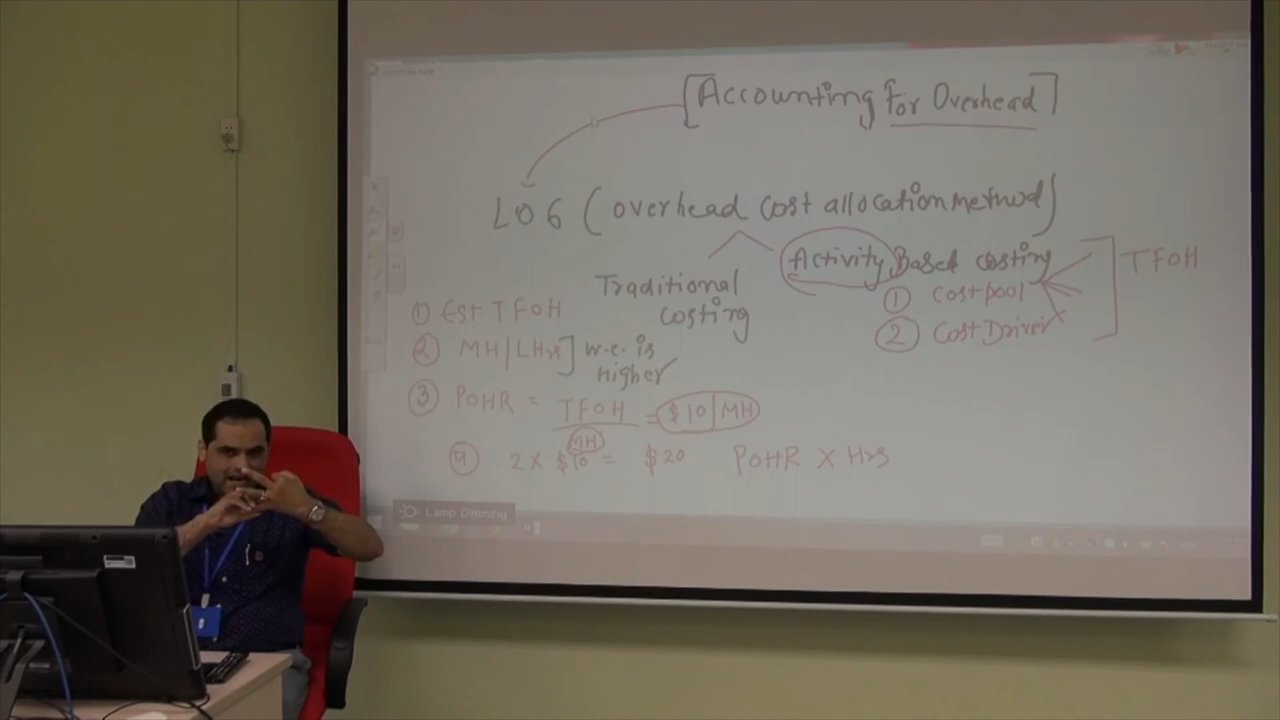 [Accounting for Overhead]
LO6 (overhead cost allocation method)
Traditional costing
Activity Based costing
① Cost pool
② Cost Driver
TFOH
① Est TFOH
② MH/LHrs] w.e. is higher
③ POHR = TFOH / MH = $10/MH
④ 2 × $10 = $20 POHR × Hrs
Lamp Dimming